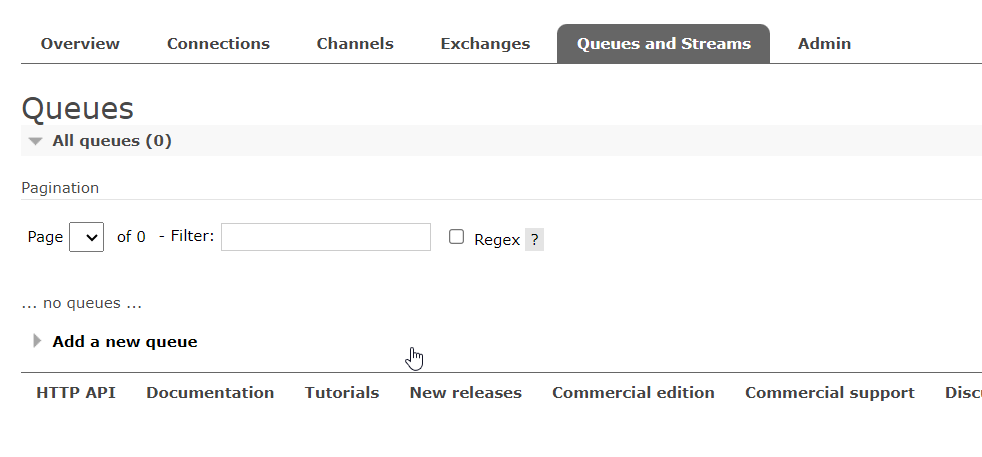 Overview Connections Channels Exchanges Queues and Streams Admin
Queues
All queues (0)
Pagination
Page of 0 - Filter: Regex ?
... no queues ...
Add a new queue
HTTP API Documentation Tutorials New releases Commercial edition Commercial support